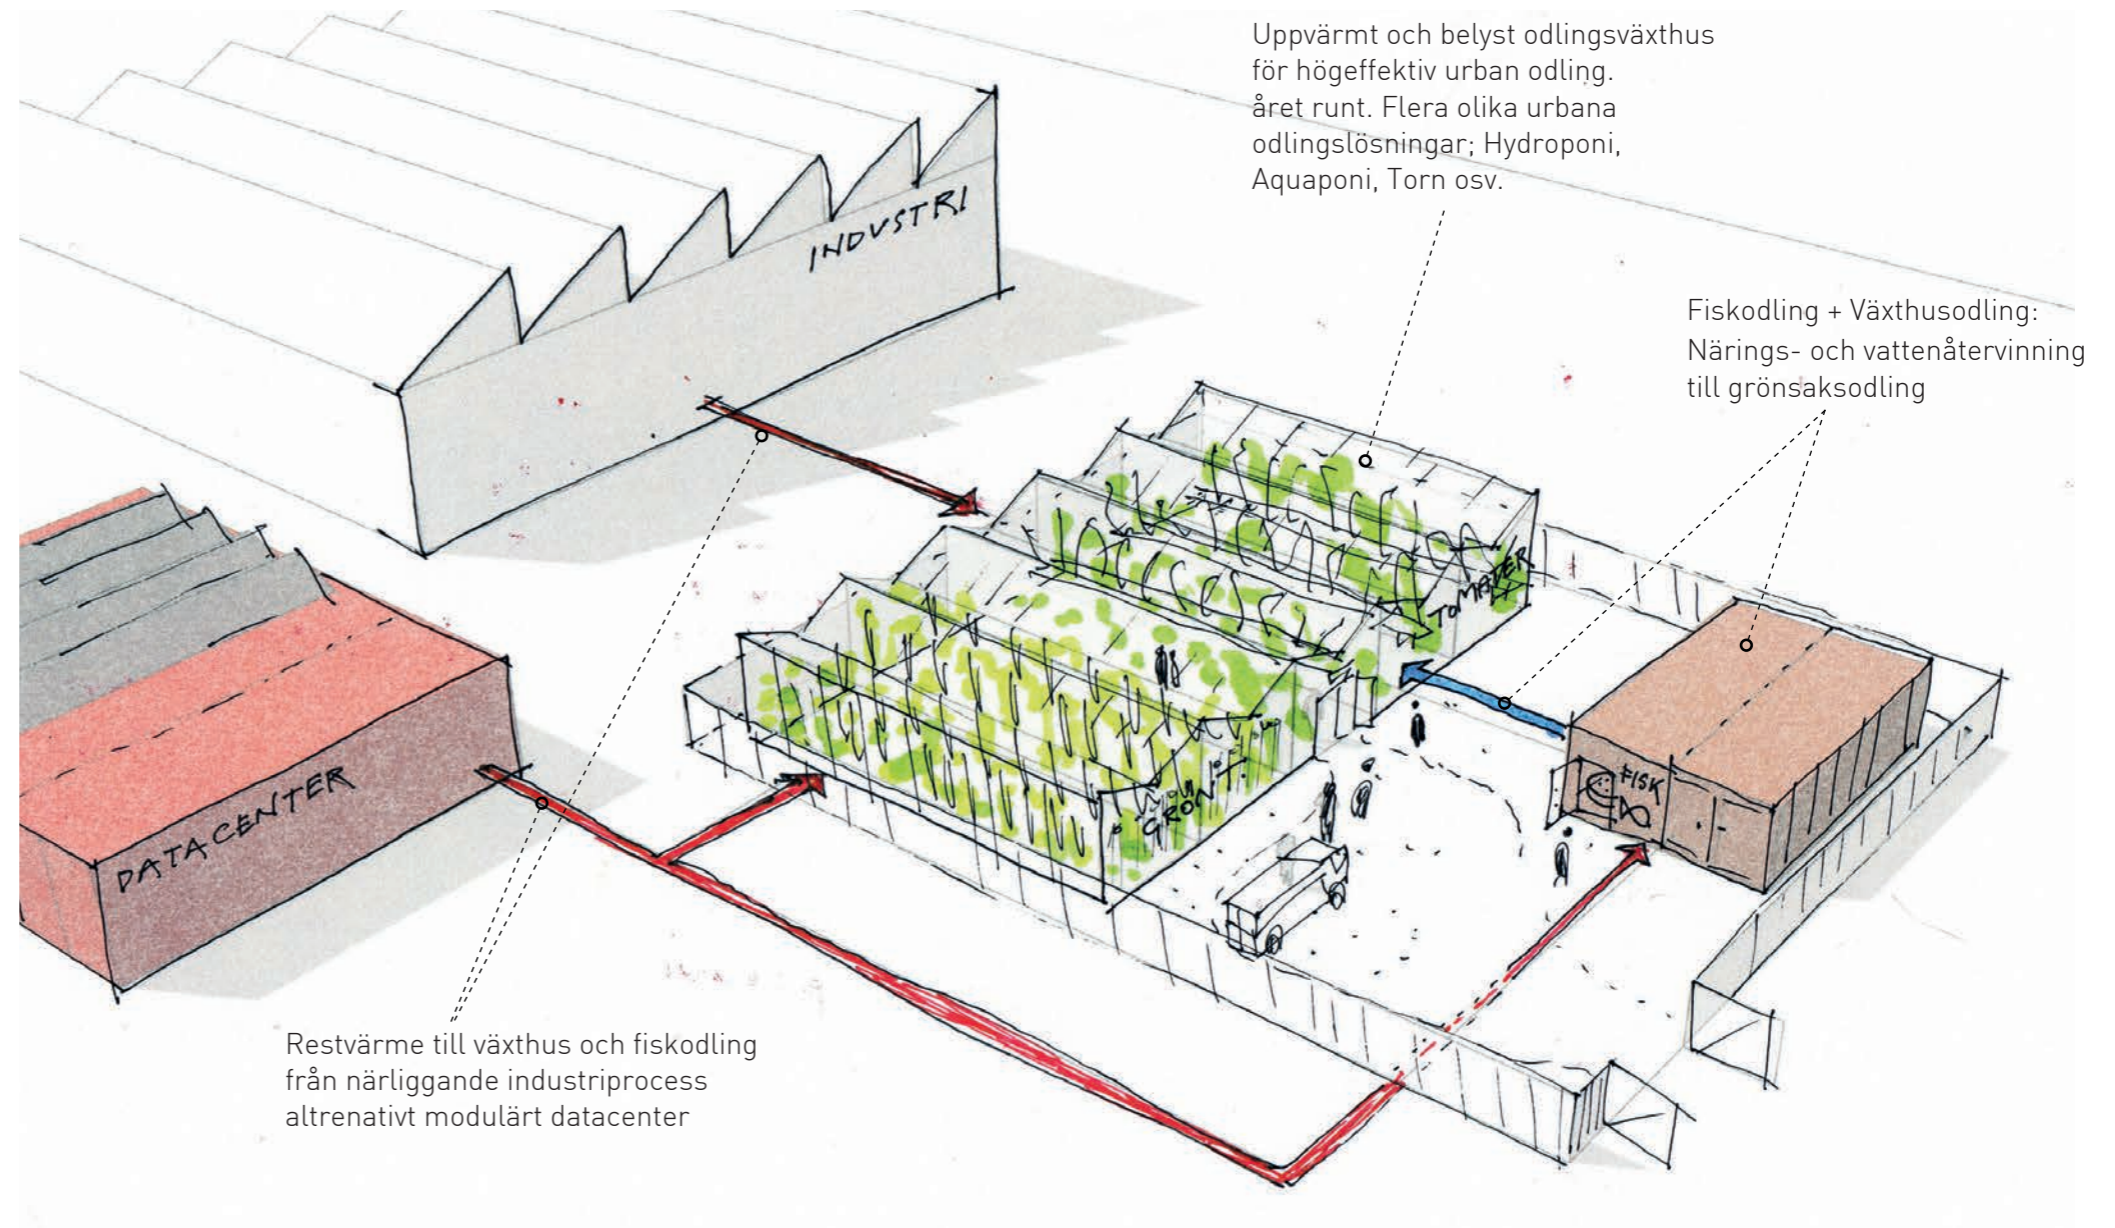 Uppvärmt och belyst odlingsväxthus
för högeffektiv urban odling.
året runt. Flera olika urbana
odlingslösningar; Hydroponi,
Aquaponi, Torn osv.
INDUSTRI
Fiskodling + Växthusodling:
Närings- och vattenåtervinning
till grönsaksodling
TOMATER
FISK
GRÖNT
DATACENTER
Restvärme till växthus och fiskodling
från närliggande industriprocess
altrenativt modulärt datacenter